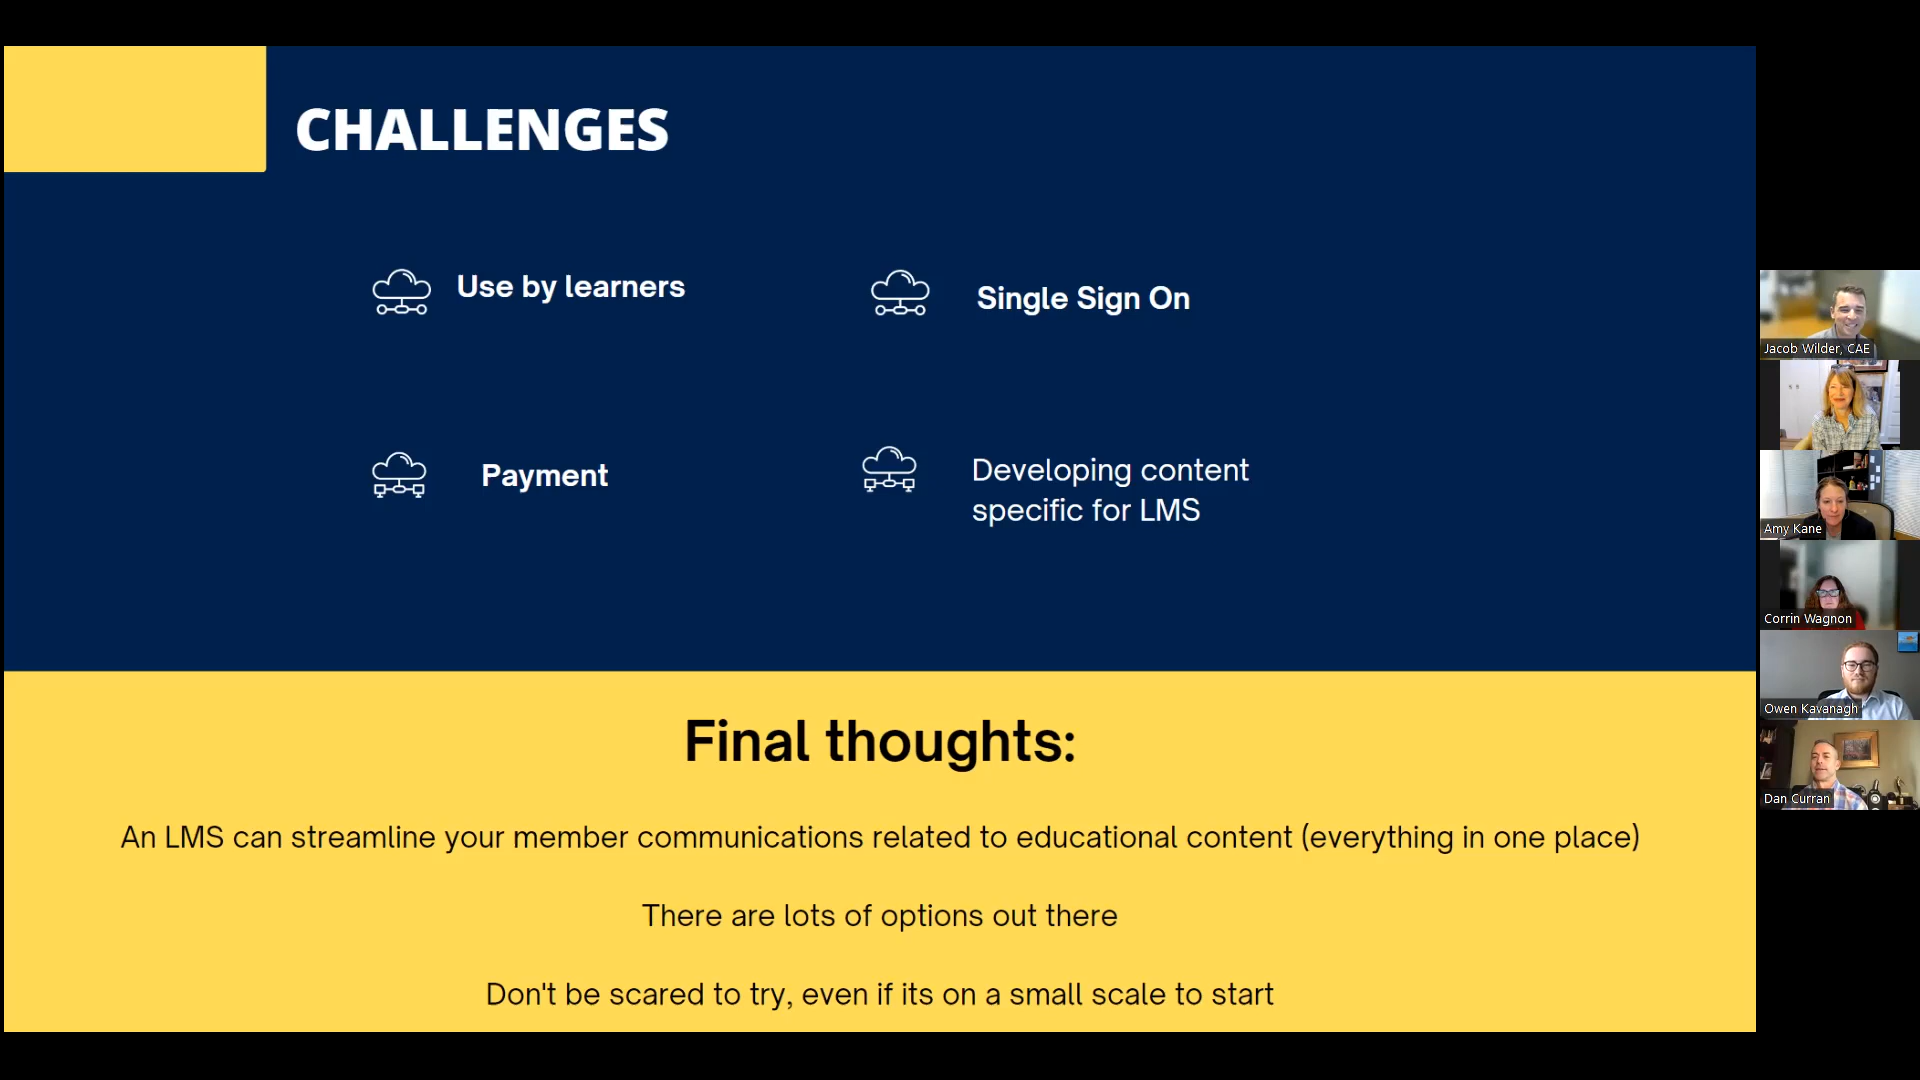 CHALLENGES
Use by learners
Single Sign On
Payment
Developing content
specific for LMS
Final thoughts:
An LMS can streamline your member communications related to educational content (everything in one place)
There are lots of options out there
Don't be scared to try, even if its on a small scale to start
Jacob Wilder, CAE
Amy Kane
Corrin Wagnon
Owen Kavanagh
Dan Curran